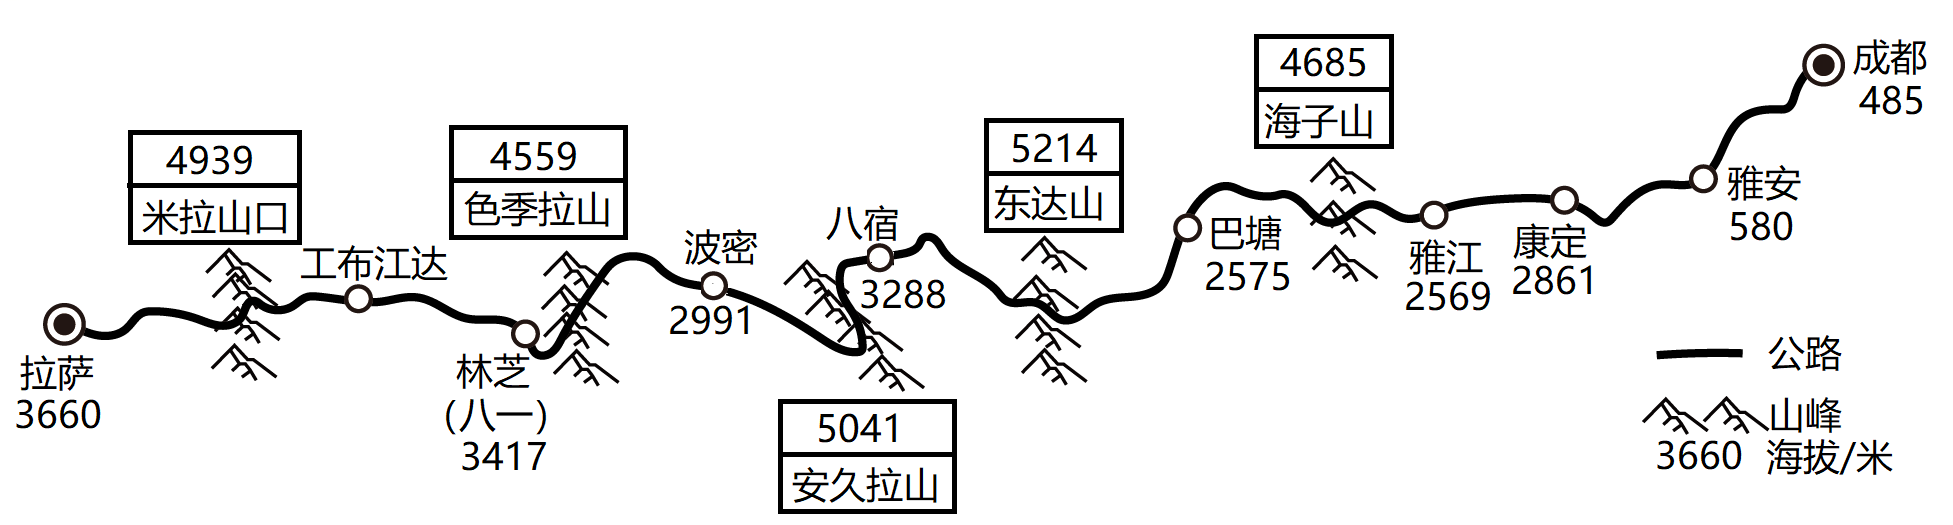 4939
米拉山口
4559
色季拉山
5214
东达山
4685
海子山
成都
485
雅安
580
康定
2861
雅江
2569
巴塘
2575
八宿
3288
波密
2991
工布江达
林芝
(八一)
3417
拉萨
3660
5041
安久拉山
公路
山峰
3660 海拔/米